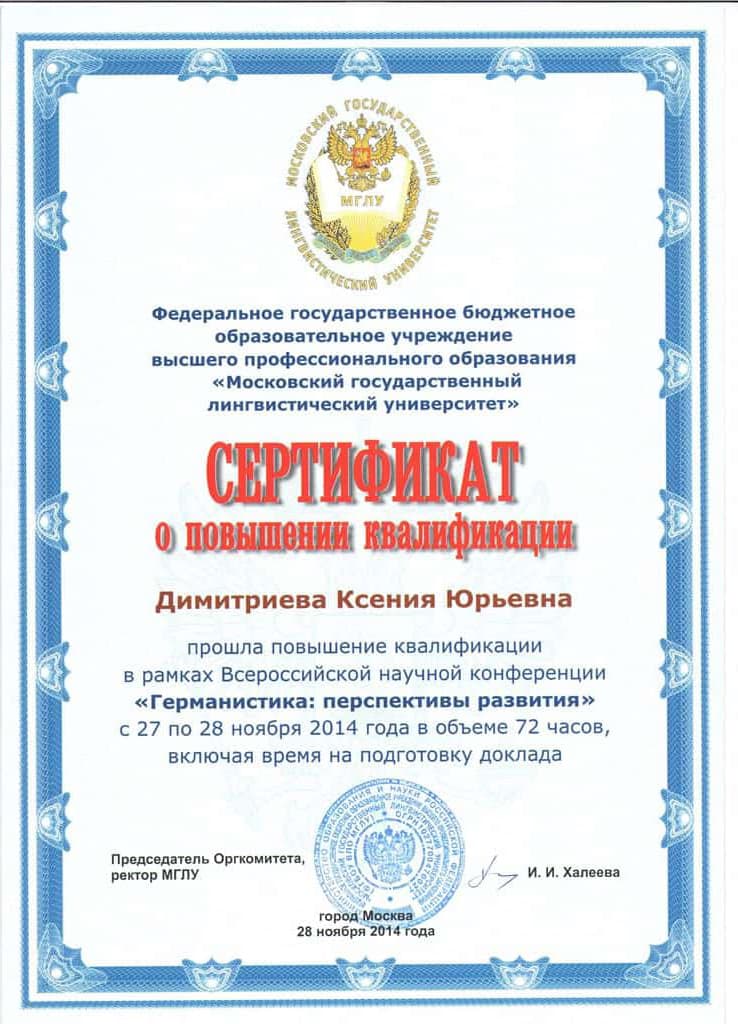 МОСКОВСКИЙ ГОСУДАРСТВЕННЫЙ
ЛИНГВИСТИЧЕСКИЙ УНИВЕРСИТЕТ
МГЛУ
Федеральное государственное бюджетное
образовательное учреждение
высшего профессионального образования
«Московский государственный
лингвистический университет»
СЕРТИФИКАТ
о повышении квалификации
Димитриева Ксения Юрьевна
прошла повышение квалификации
в рамках Всероссийской научной конференции
«Германистика: перспективы развития»
с 27 по 28 ноября 2014 года в объеме 72 часов,
включая время на подготовку доклада
Председатель Оргкомитета,
ректор МГЛУ
И. И. Халеева
город Москва
28 ноября 2014 года